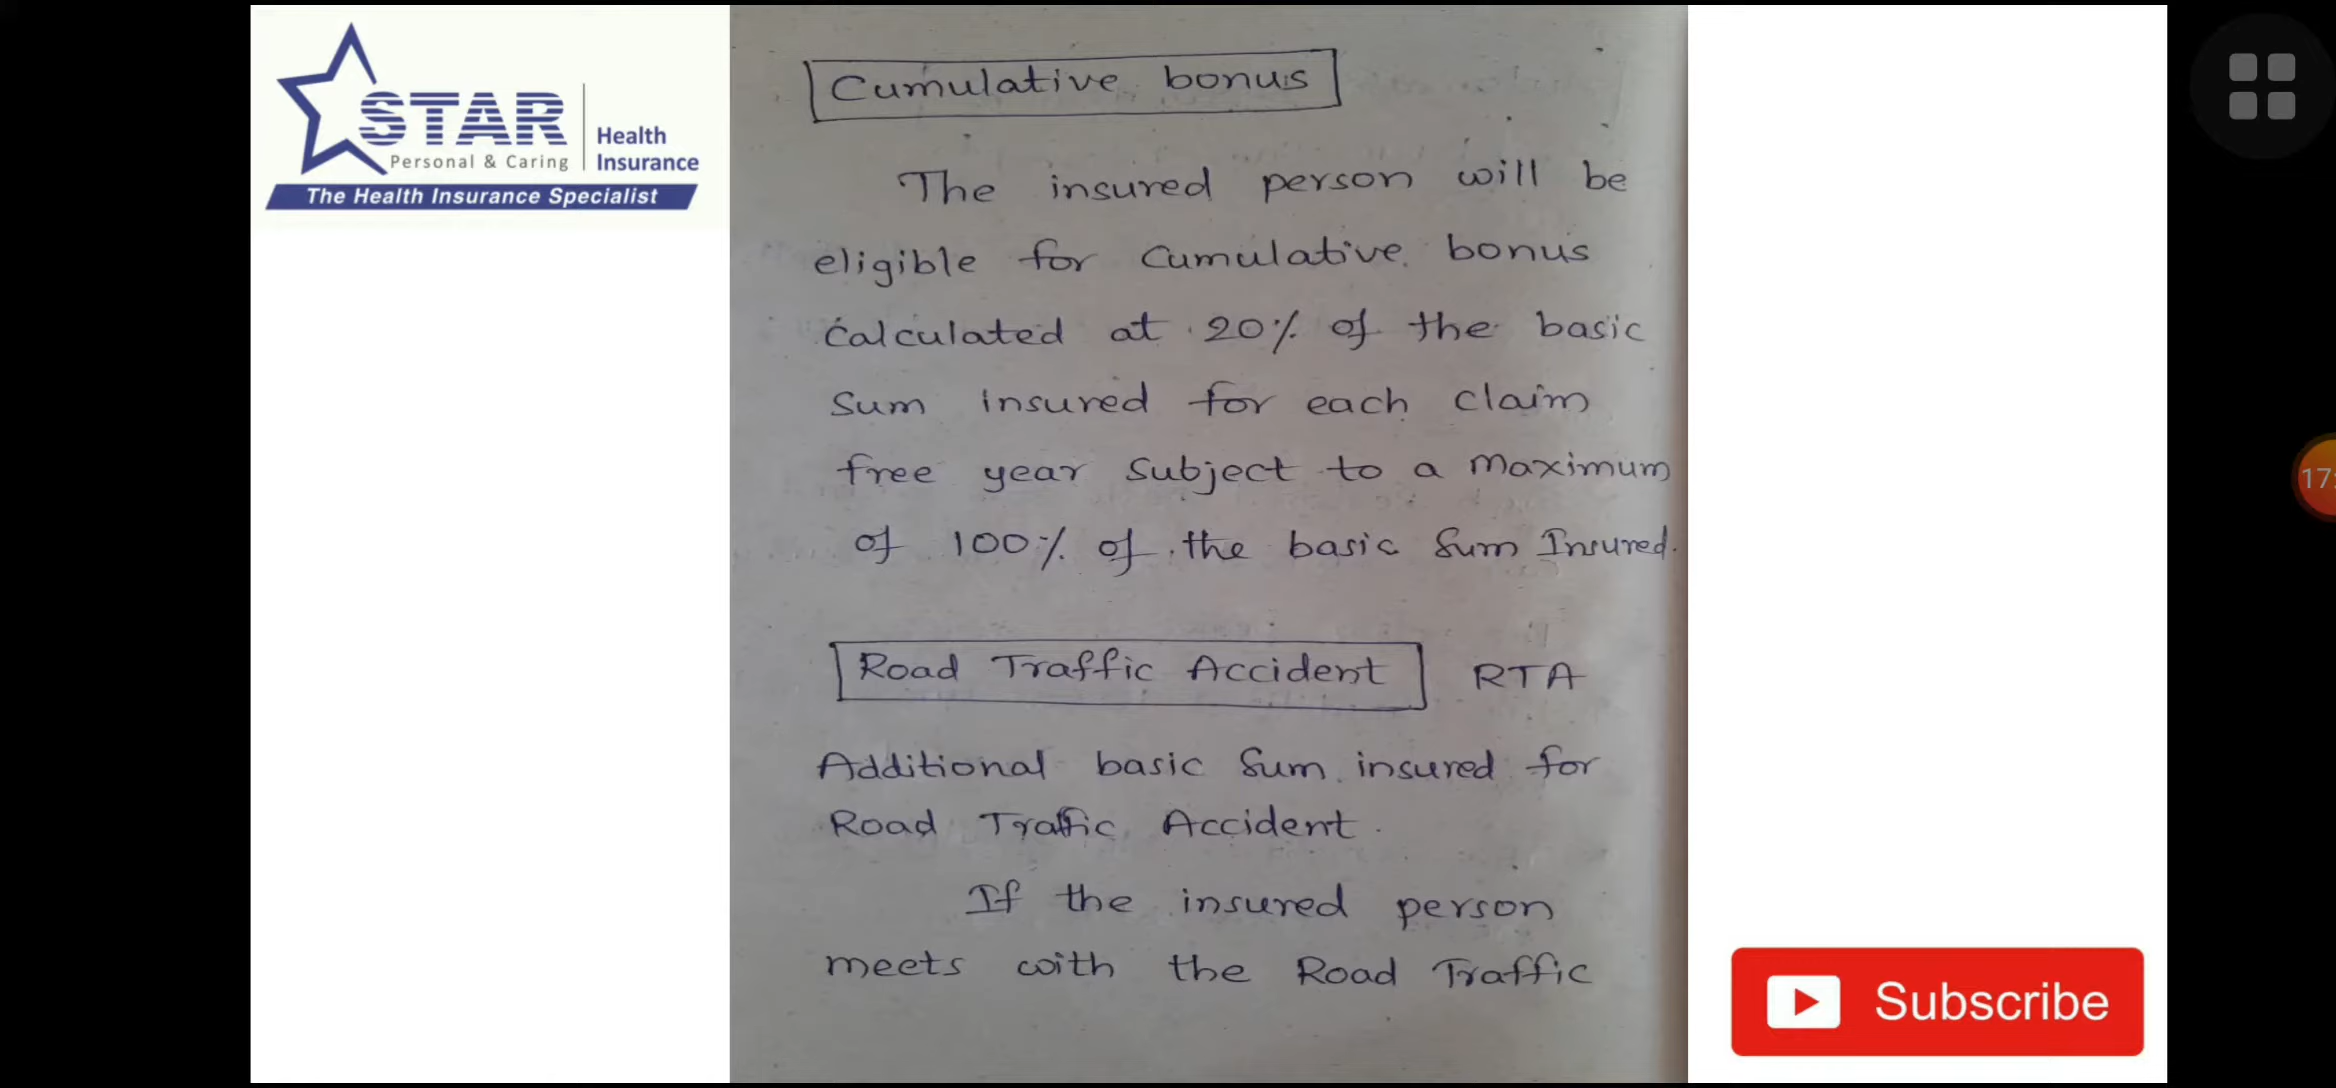 STAR
Health
Insurance
Personal & Caring
The Health Insurance Specialist
Cumulative bonus
The insured person will be
eligible for Cumulative bonus
Calculated at 20% of the basic
Sum insured for each claim
free year Subject to a maximum
of 100% of the basic Sum Insured.
Road Traffic Accident RTA
Additional basic Sum insured for
Road Traffic Accident.
If the insured person
meets with the Road Traffic
17:
Subscribe